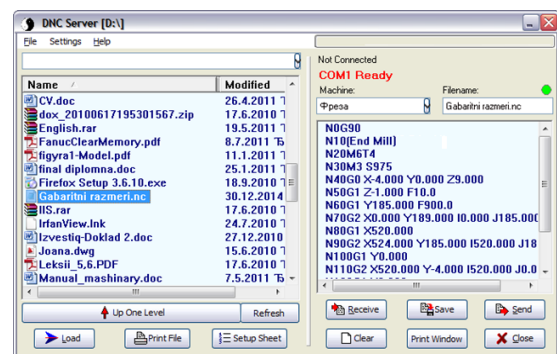 DNC Server [D:\]
File Settings Help
Name Modified
CV.doc 26.4.2011
dox_20100617195301567.zip 17.6.2010
English.rar 19.5.2011
FanucClearMemory.pdf 8.7.2011
figyra1-Model.pdf 11.1.2011
final diplomna.doc 25.1.2011
Firefox Setup 3.6.10.exe 18.9.2010
Gabaritni razmeri.nc 30.12.2014
IIS.rar 17.6.2010
IrfanView.lnk 24.7.2010
Izvestiq-Doklad 2.doc 27.12.2010
Joana.dwg 15.6.2010
Leksii_5,6.PDF 17.6.2010
Manual_mashinary.doc 7.5.2011
Up One Level Refresh
Load Print File Setup Sheet
Not Connected
COM1 Ready
Machine: Filename:
Фреза Gabaritni razmeri.nc
N0G90
N10(End Mill)
N20M6T4
N30M3 S975
N40G0 X-4.000 Y0.000 Z9.000
N50G1 Z-1.000 F10.0
N60G1 Y185.000 F900.0
N70G2 X0.000 Y189.000 I0.000 J185.000
N80G1 X520.000
N90G2 X524.000 Y185.000 I520.000 J18
N100G1 Y0.000
N110G2 X520.000 Y-4.000 I520.000 J0.0
Receive Save Send
Clear Print Window Close